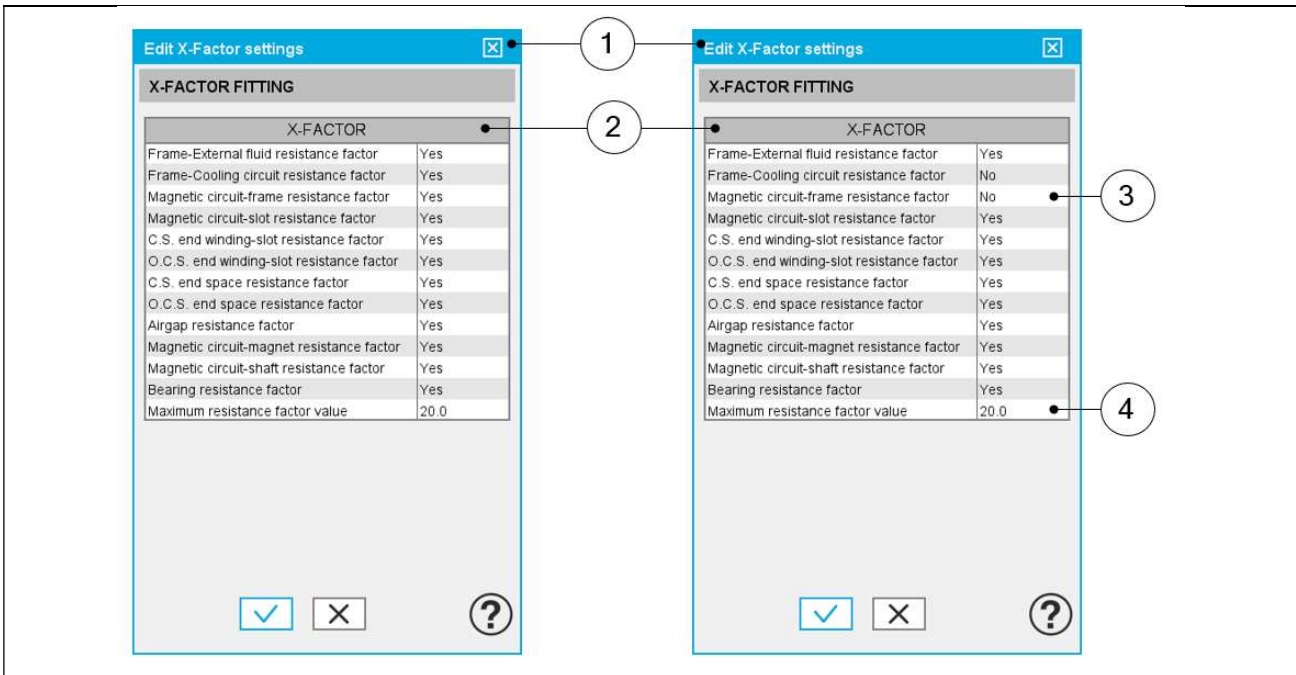 Edit X-Factor settings
X-FACTOR FITTING
X-FACTOR
Frame-External fluid resistance factor Yes
Frame-Cooling circuit resistance factor Yes
Magnetic circuit-frame resistance factor Yes
Magnetic circuit-slot resistance factor Yes
C.S. end winding-slot resistance factor Yes
O.C.S. end winding-slot resistance factor Yes
C.S. end space resistance factor Yes
O.C.S. end space resistance factor Yes
Airgap resistance factor Yes
Magnetic circuit-magnet resistance factor Yes
Magnetic circuit-shaft resistance factor Yes
Bearing resistance factor Yes
Maximum resistance factor value 20.0
?
1
2
Edit X-Factor settings
X-FACTOR FITTING
X-FACTOR
Frame-External fluid resistance factor Yes
Frame-Cooling circuit resistance factor No
Magnetic circuit-frame resistance factor No
Magnetic circuit-slot resistance factor Yes
C.S. end winding-slot resistance factor Yes
O.C.S. end winding-slot resistance factor Yes
C.S. end space resistance factor Yes
O.C.S. end space resistance factor Yes
Airgap resistance factor Yes
Magnetic circuit-magnet resistance factor Yes
Magnetic circuit-shaft resistance factor Yes
Bearing resistance factor Yes
Maximum resistance factor value 20.0
?
3
4